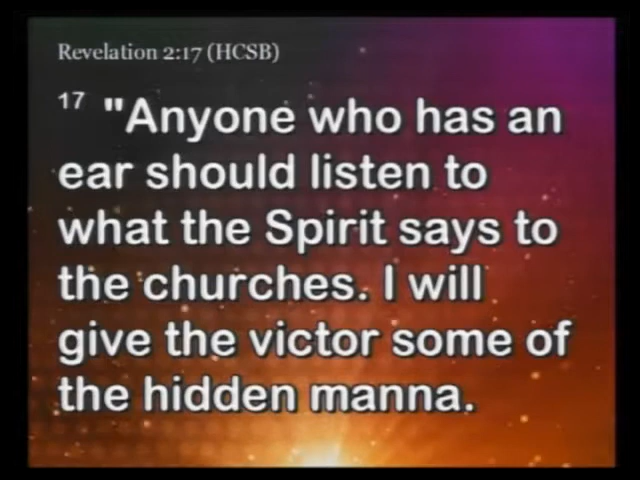 Revelation 2:17 (HCSB)
17 "Anyone who has an
ear should listen to
what the Spirit says to
the churches. I will
give the victor some of
the hidden manna.